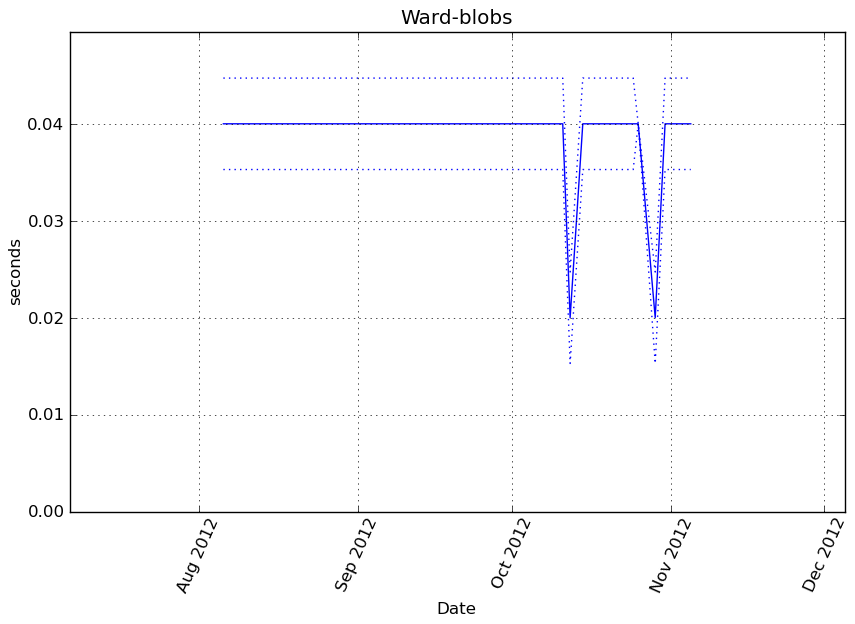 Ward-blobs
0.04
0.03
0.02
0.01
0.00
seconds
Aug 2012
Sep 2012
Oct 2012
Nov 2012
Dec 2012
Date